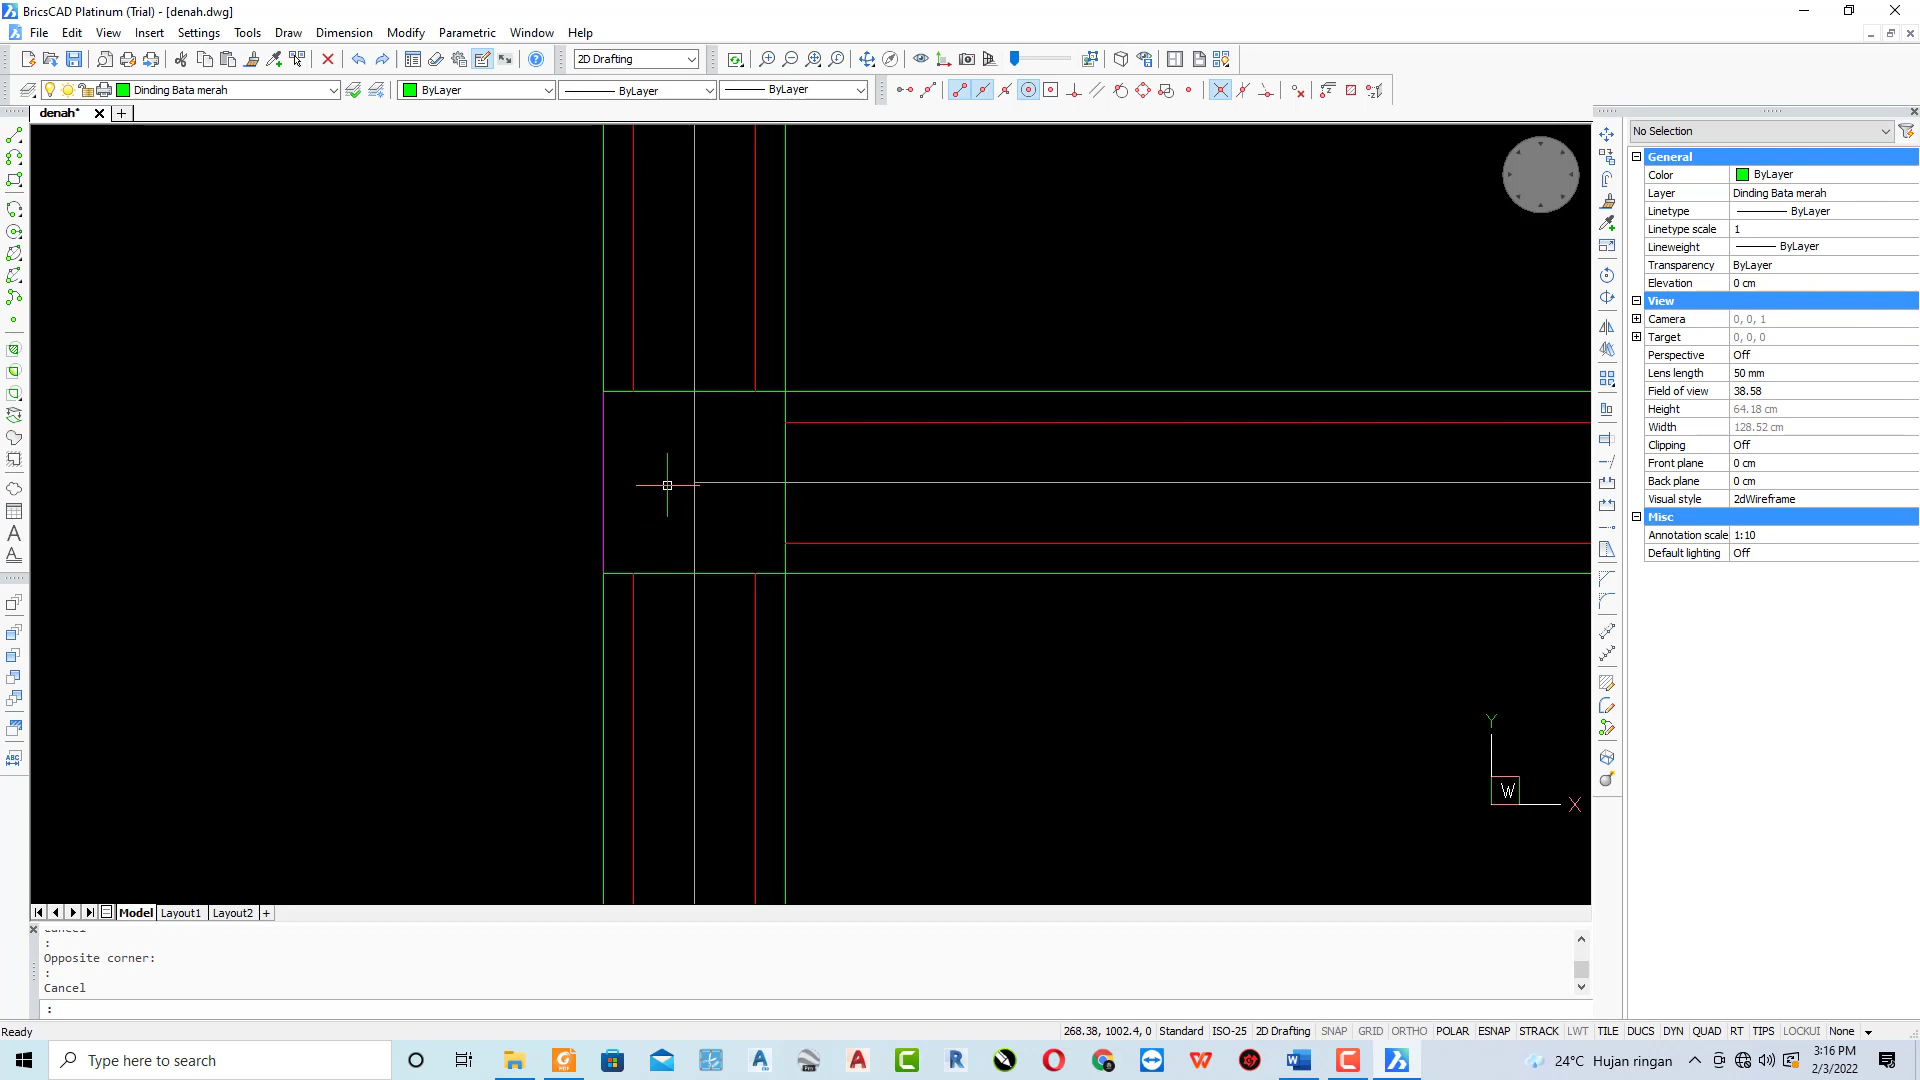 BricsCAD Platinum (Trial) - [denah.dwg]
File Edit View Insert Settings Tools Draw Dimension Modify Parametric Window Help
2D Drafting
Dinding Bata merah ByLayer ByLayer ByLayer
denah*
No Selection
General
Color ByLayer
Layer Dinding Bata merah
Linetype ByLayer
Linetype scale 1
Lineweight ByLayer
Transparency ByLayer
Elevation 0 cm
View
Camera 0, 0, 1
Target 0, 0, 0
Perspective Off
Lens length 50 mm
Field of view 38.58
Height 64.18 cm
Width 128.52 cm
Clipping Off
Front plane 0 cm
Back plane 0 cm
Visual style 2dWireframe
Misc
Annotation scale 1:10
Default lighting Off
Y
W
X
Model Layout1 Layout2
:
Opposite corner:
:
Cancel
:
Ready
268.38, 1002.4, 0 Standard ISO-25 2D Drafting SNAP GRID ORTHO POLAR ESNAP STRACK LWT TILE DUCS DYN QUAD RT TIPS LOCKUI None
Type here to search
24°C Hujan ringan
3:16 PM
2/3/2022